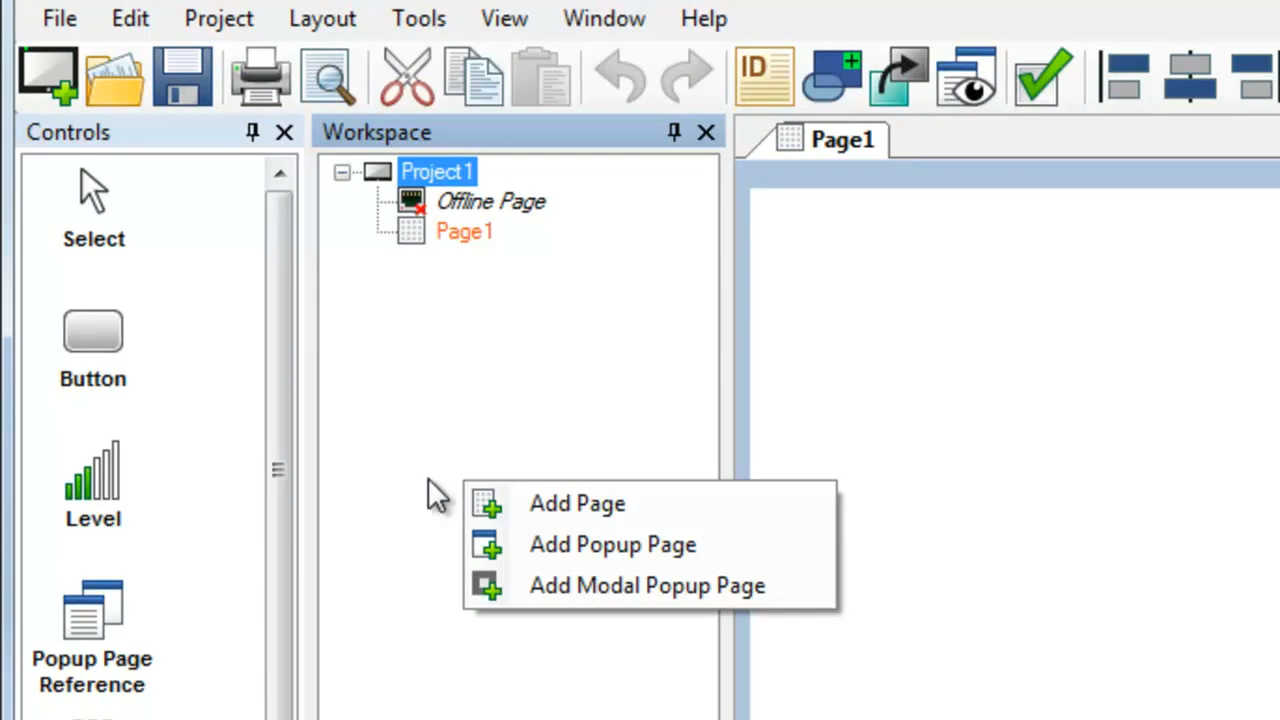 File Edit Project Layout Tools View Window Help
ID
Controls
Workspace
Page1
Select
Button
Level
Popup Page
Reference
Project1
Offline Page
Page1
Add Page
Add Popup Page
Add Modal Popup Page